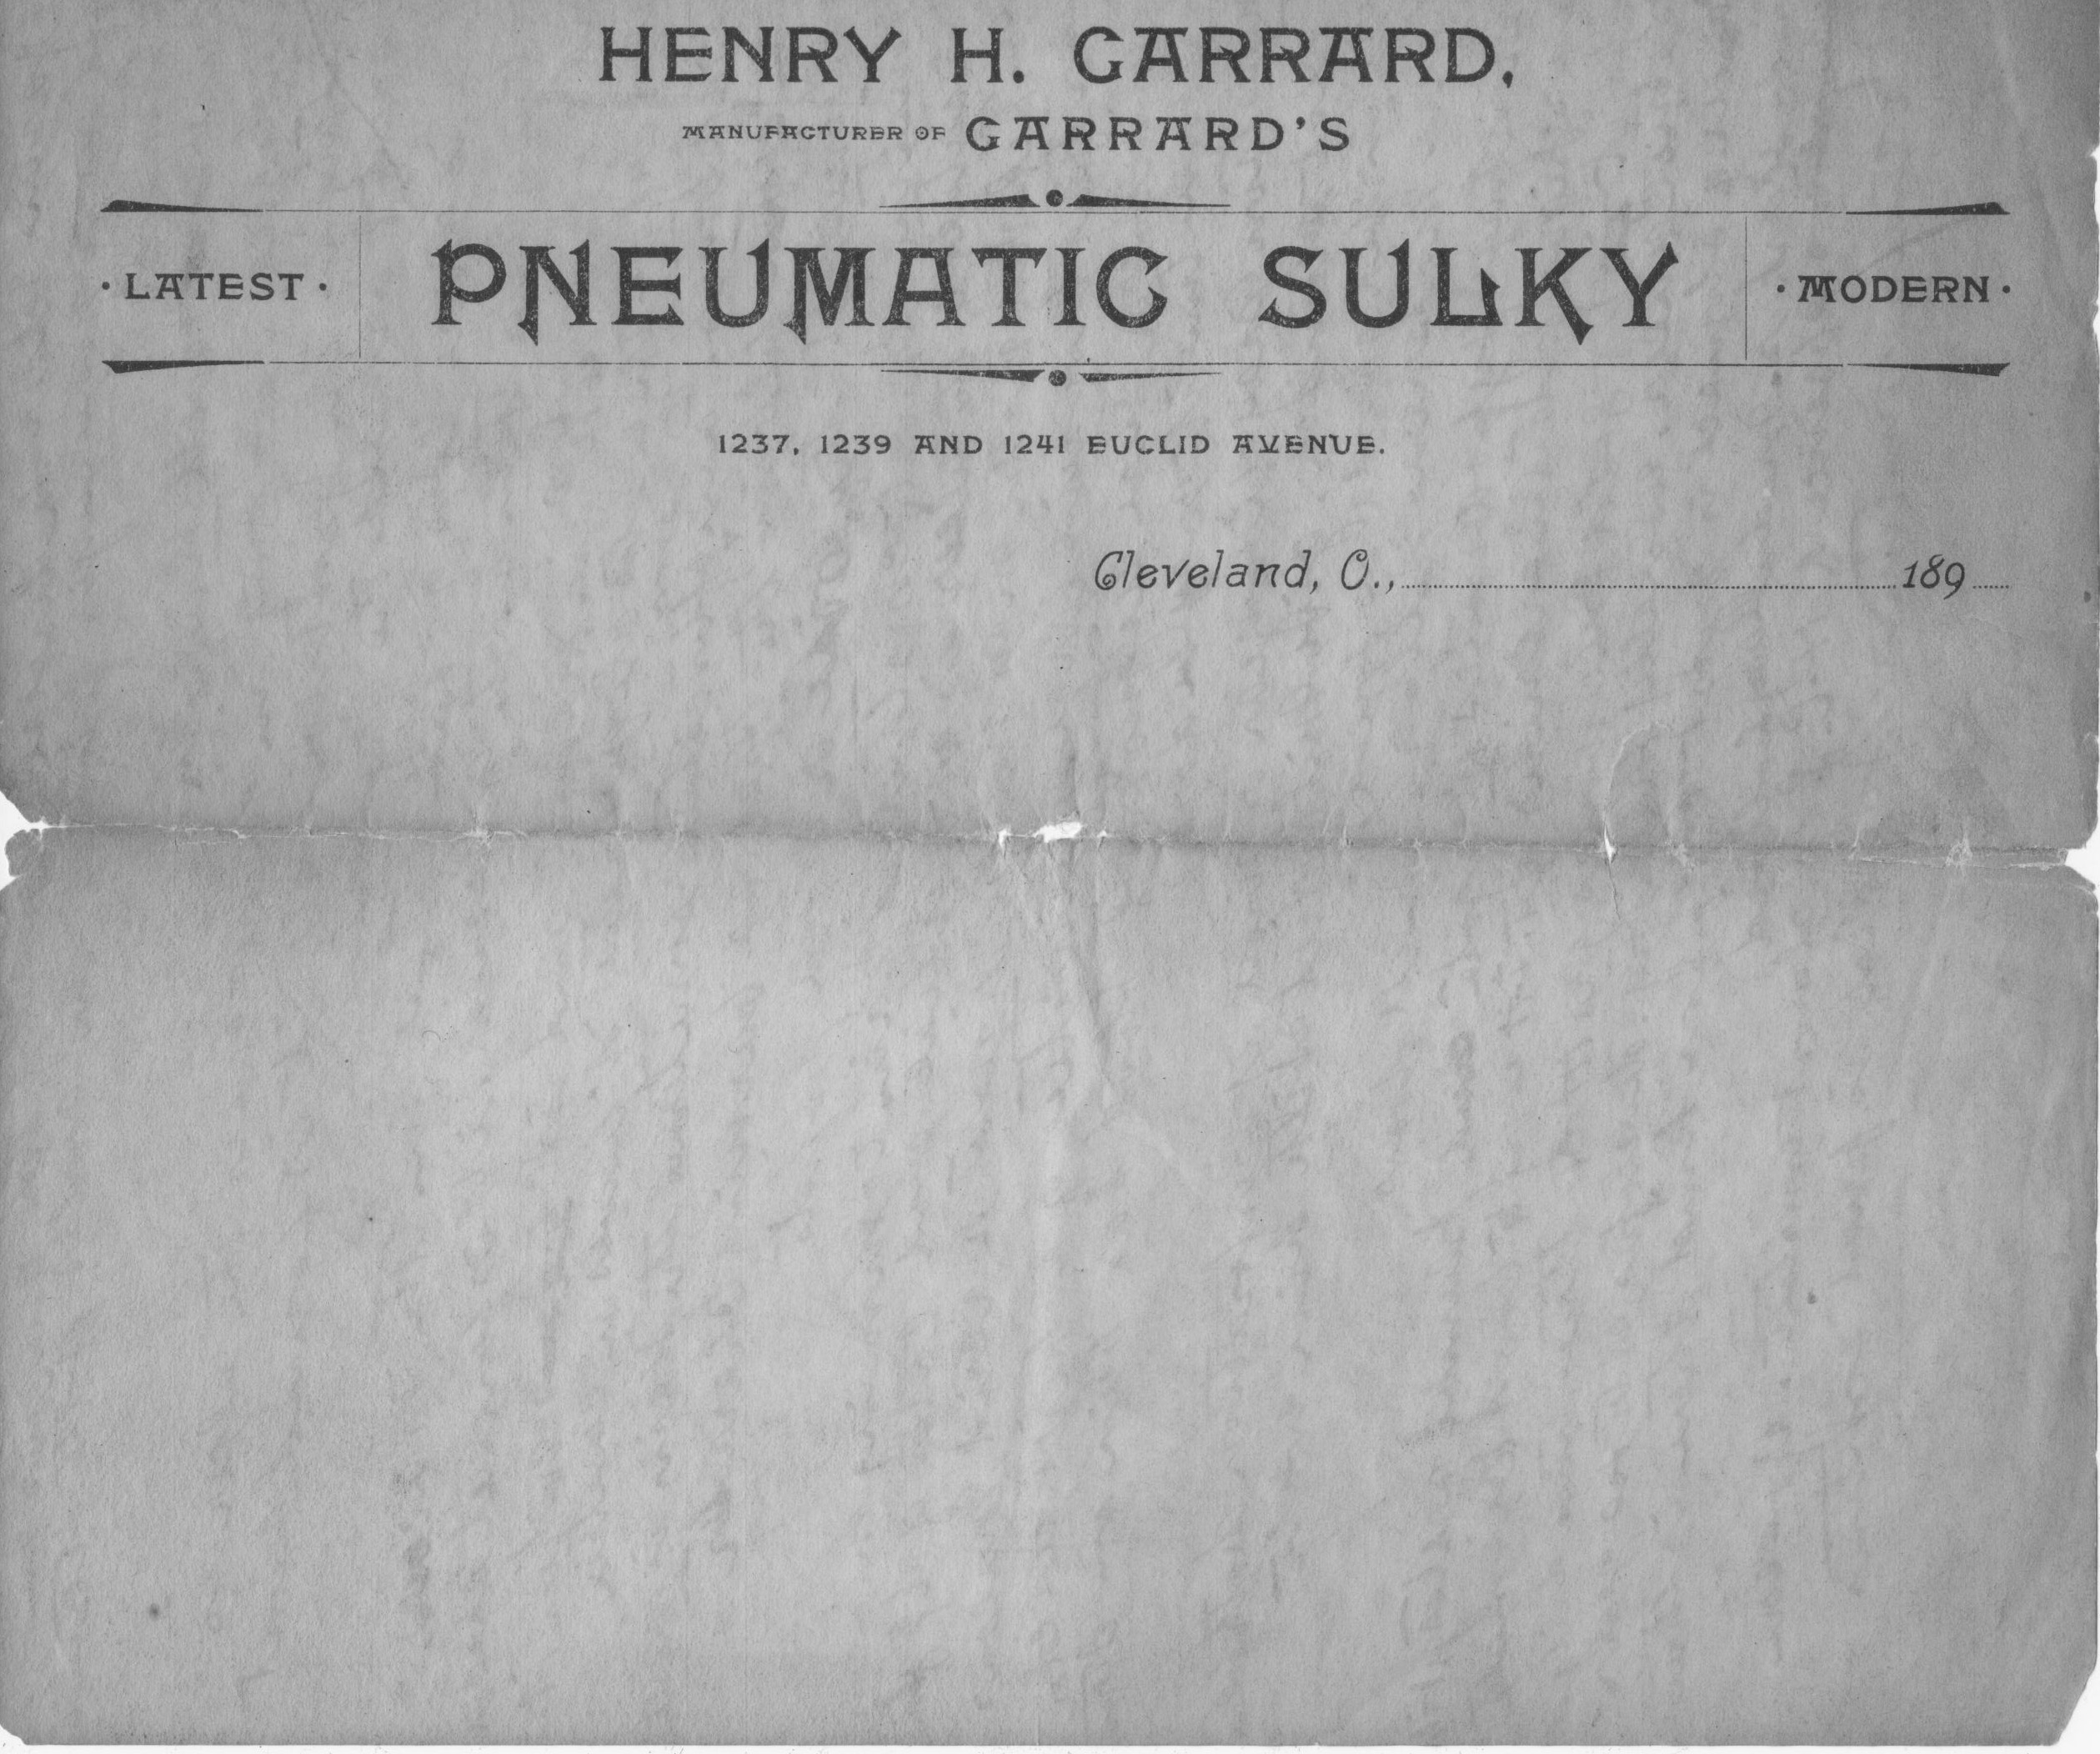 HENRY H. GARRARD,
MANUFACTURER OF GARRARD'S
· LATEST · PNEUMATIC SULKY · MODERN ·
1237, 1239 AND 1241 EUCLID AVENUE.
Cleveland, O., 189